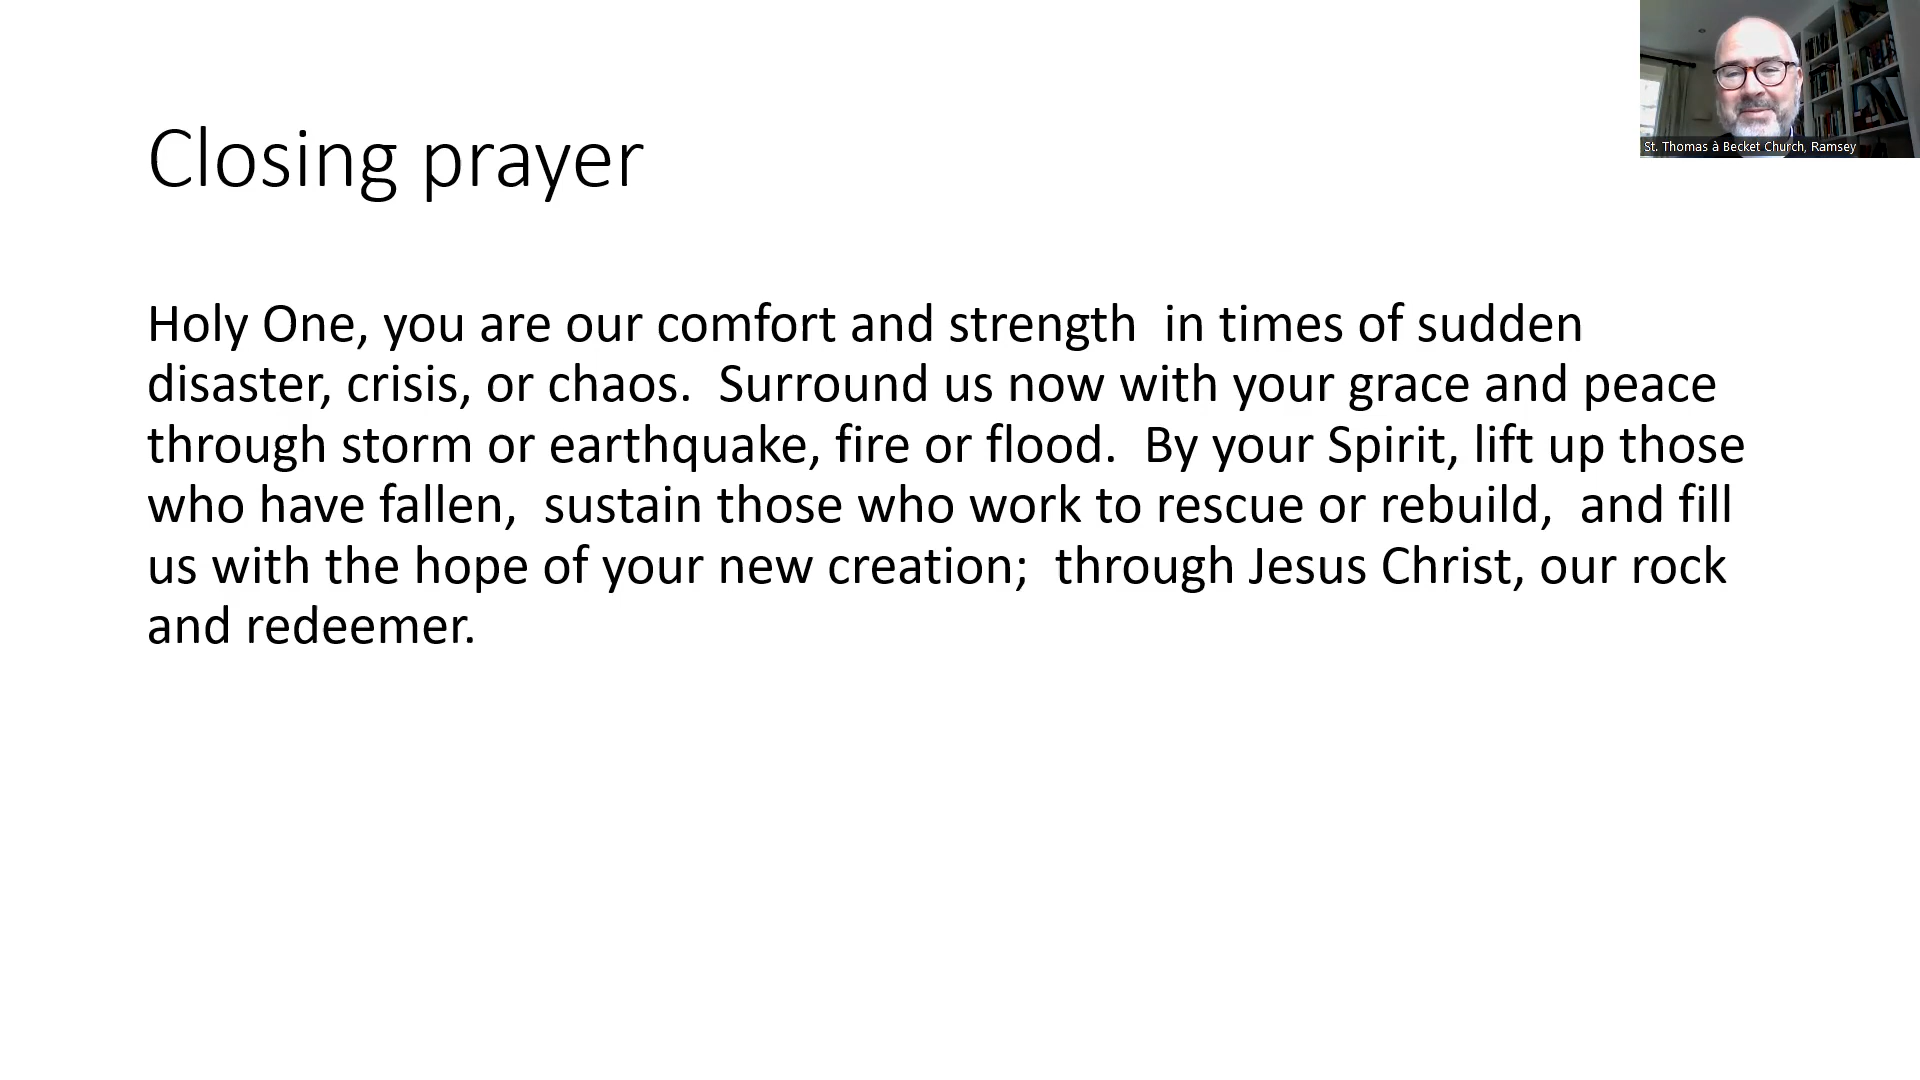 St. Thomas à Becket Church, Ramsey
Closing prayer
Holy One, you are our comfort and strength  in times of sudden
disaster, crisis, or chaos.  Surround us now with your grace and peace
through storm or earthquake, fire or flood.  By your Spirit, lift up those
who have fallen,  sustain those who work to rescue or rebuild,  and fill
us with the hope of your new creation;  through Jesus Christ, our rock
and redeemer.